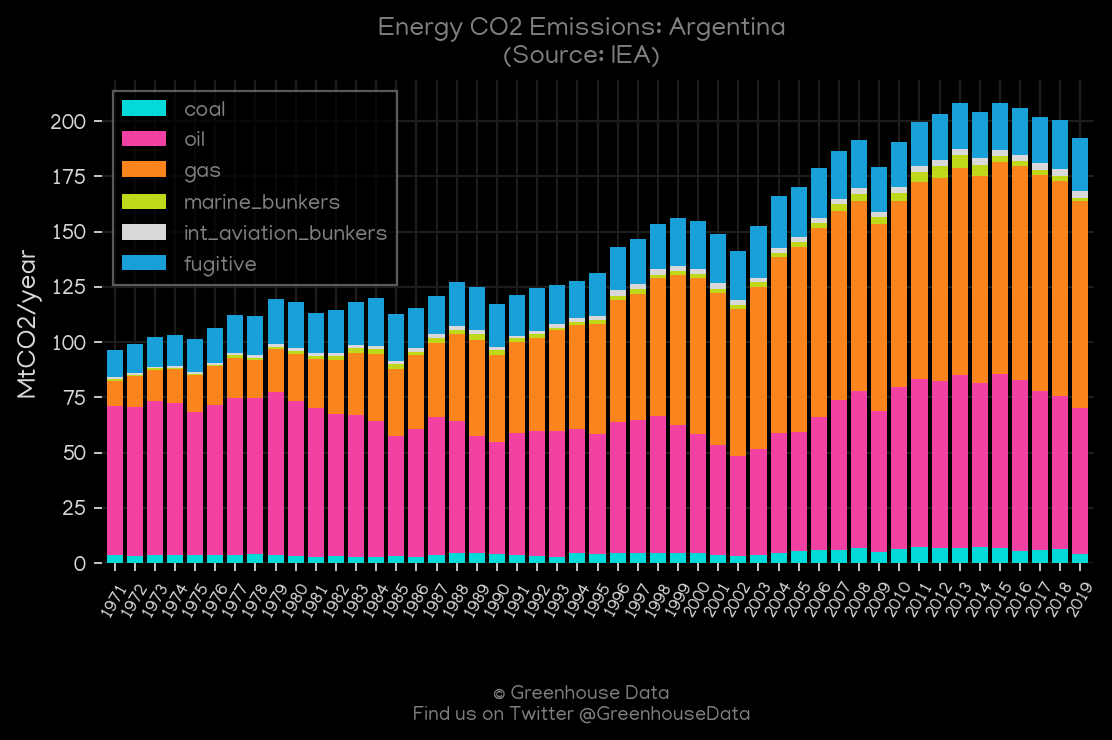 Energy CO2 Emissions: Argentina
(Source: IEA)
coal
oil
gas
marine_bunkers
int_aviation_bunkers
fugitive
MtCO2/year
200
175
150
125
100
75
50
25
0
1971 1972 1973 1974 1975 1976 1977 1978 1979 1980 1981 1982 1983 1984 1985 1986 1987 1988 1989 1990 1991 1992 1993 1994 1995 1996 1997 1998 1999 2000 2001 2002 2003 2004 2005 2006 2007 2008 2009 2010 2011 2012 2013 2014 2015 2016 2017 2018 2019
© Greenhouse Data
Find us on Twitter @GreenhouseData